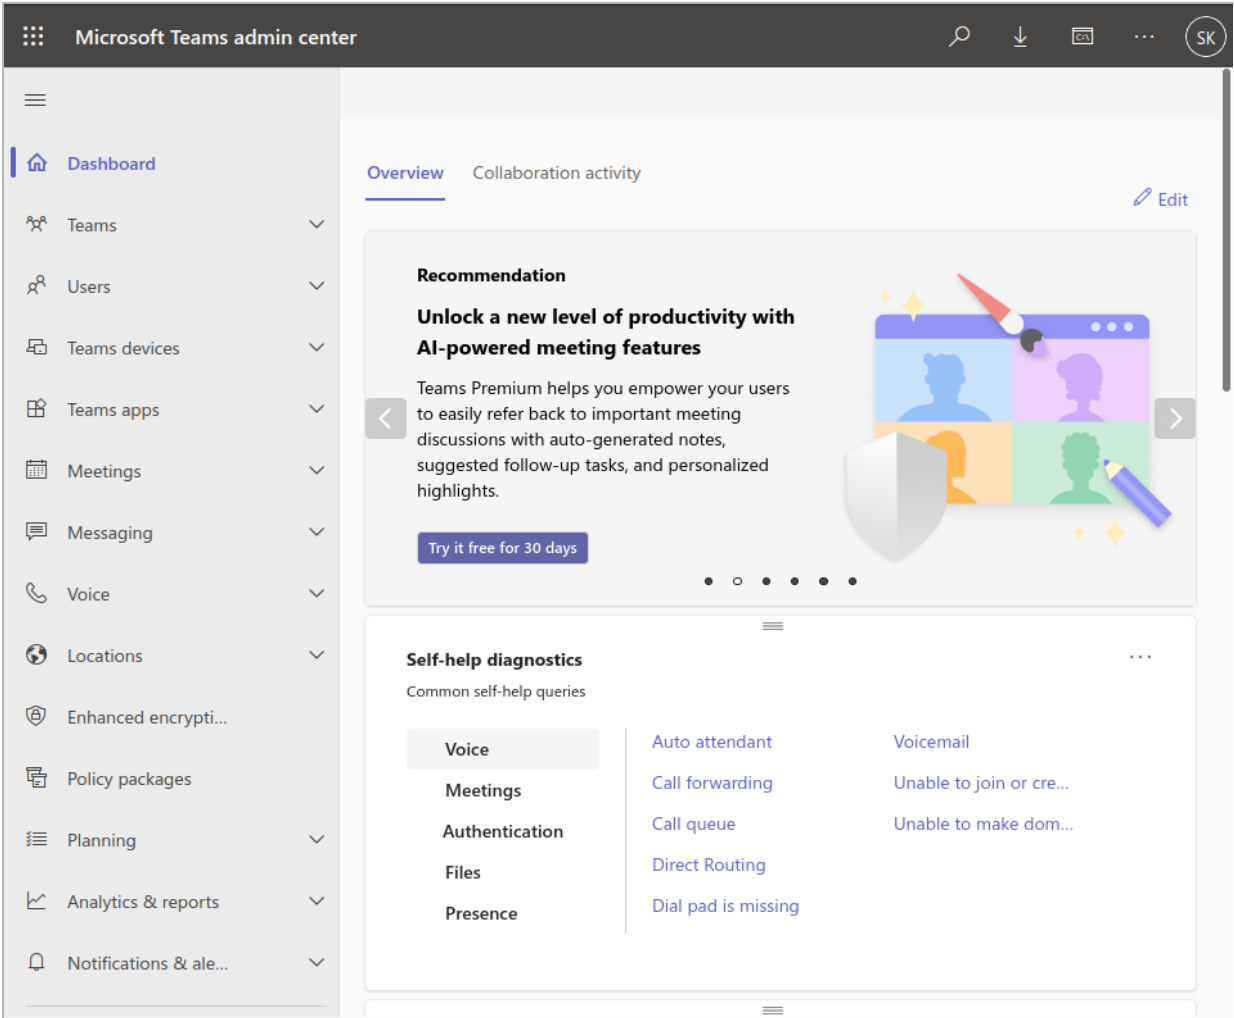 Microsoft Teams admin center
C:\
SK
Dashboard
Teams
Users
Teams devices
Teams apps
Meetings
Messaging
Voice
Locations
Enhanced encrypti...
Policy packages
Planning
Analytics & reports
Notifications & ale...
Overview
Collaboration activity
Edit
Recommendation
Unlock a new level of productivity with
AI-powered meeting features
Teams Premium helps you empower your users
to easily refer back to important meeting
discussions with auto-generated notes,
suggested follow-up tasks, and personalized
highlights.
Try it free for 30 days
Self-help diagnostics
Common self-help queries
Voice
Meetings
Authentication
Files
Presence
Auto attendant
Call forwarding
Call queue
Direct Routing
Dial pad is missing
Voicemail
Unable to join or cre...
Unable to make dom...